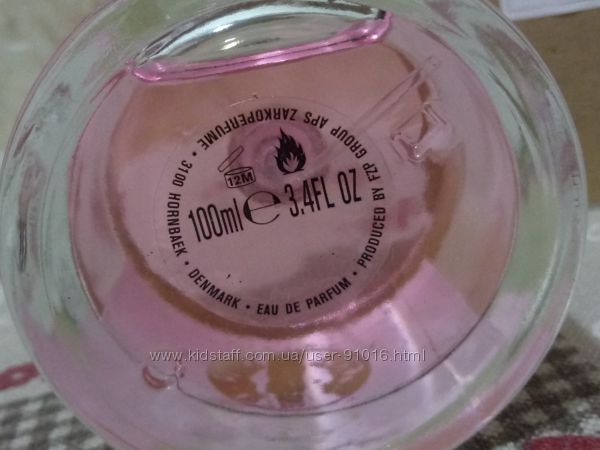 PRODUCED BY FZP GROUP APS ZARKOPERFUME • 3100 HORNBAEK • DENMARK • EAU DE PARFUM •
12M
100ml e 3.4FL OZ
www.kidstaff.com.ua/user-91016.html